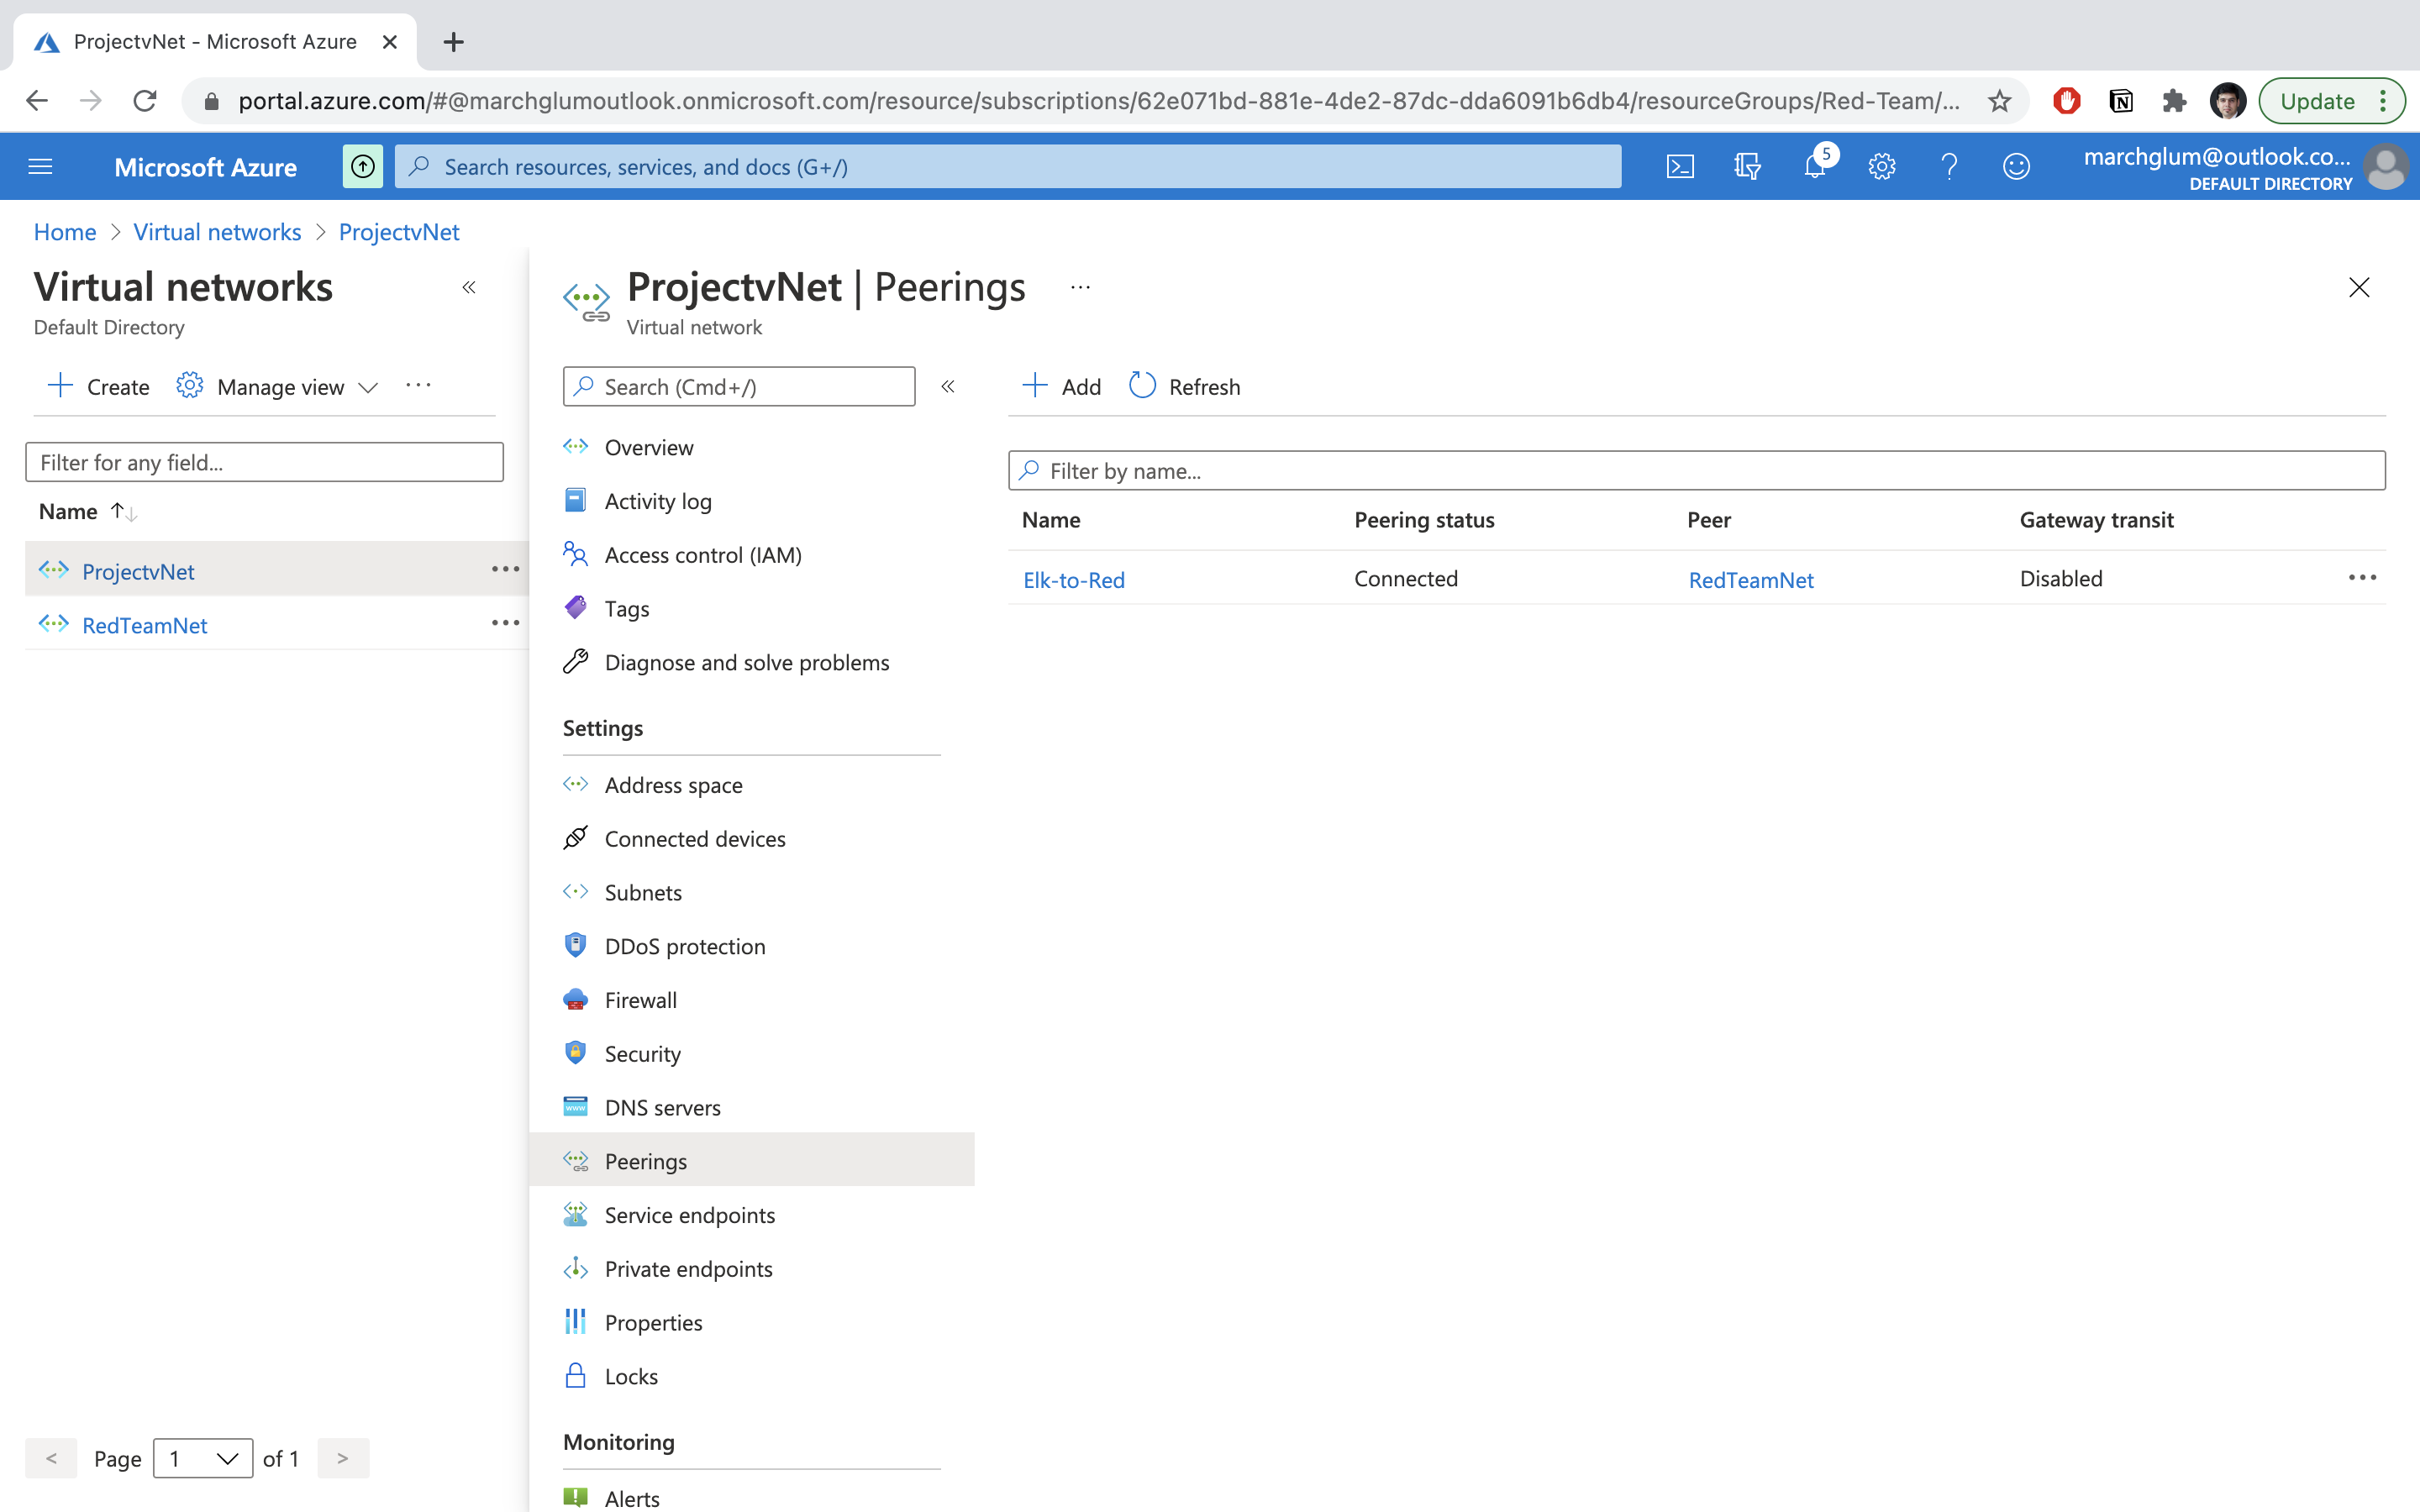 ProjectvNet - Microsoft Azure
portal.azure.com/#@marchglumoutlook.onmicrosoft.com/resource/subscriptions/62e071bd-881e-4de2-87dc-dda6091b6db4/resourceGroups/Red-Team/...
Update
Microsoft Azure
Search resources, services, and docs (G+/)
5
marchglum@outlook.co...
DEFAULT DIRECTORY
Home > Virtual networks > ProjectvNet
Virtual networks
Default Directory
Create
Manage view
Filter for any field...
Name
ProjectvNet
RedTeamNet
< Page 1 of 1 >
ProjectvNet | Peerings
Virtual network
Search (Cmd+/)
Overview
Activity log
Access control (IAM)
Tags
Diagnose and solve problems
Settings
Address space
Connected devices
Subnets
DDoS protection
Firewall
Security
DNS servers
Peerings
Service endpoints
Private endpoints
Properties
Locks
Monitoring
Alerts
Add Refresh
Filter by name...
Name Peering status Peer Gateway transit
Elk-to-Red Connected RedTeamNet Disabled